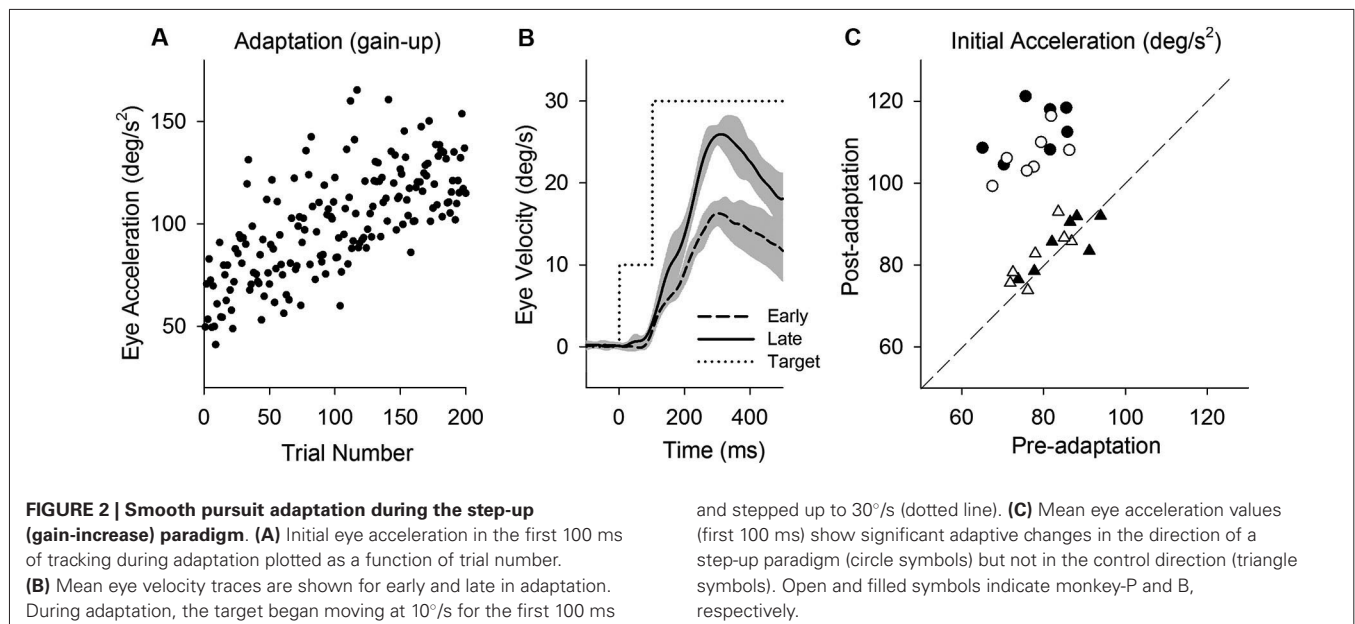 A
Adaptation (gain-up)
Eye Acceleration (deg/s²)
150
100
50
0
50
100
150
200
Trial Number
B
Eye Velocity (deg/s)
30
20
10
0
Early
Late
Target
0
200
400
Time (ms)
C
Initial Acceleration (deg/s²)
Post-adaptation
120
100
80
60
60
80
100
120
Pre-adaptation
FIGURE 2 | Smooth pursuit adaptation during the step-up
(gain-increase) paradigm. (A) Initial eye acceleration in the first 100 ms
of tracking during adaptation plotted as a function of trial number.
(B) Mean eye velocity traces are shown for early and late in adaptation.
During adaptation, the target began moving at 10°/s for the first 100 ms
and stepped up to 30°/s (dotted line). (C) Mean eye acceleration values
(first 100 ms) show significant adaptive changes in the direction of a
step-up paradigm (circle symbols) but not in the control direction (triangle
symbols). Open and filled symbols indicate monkey-P and B,
respectively.